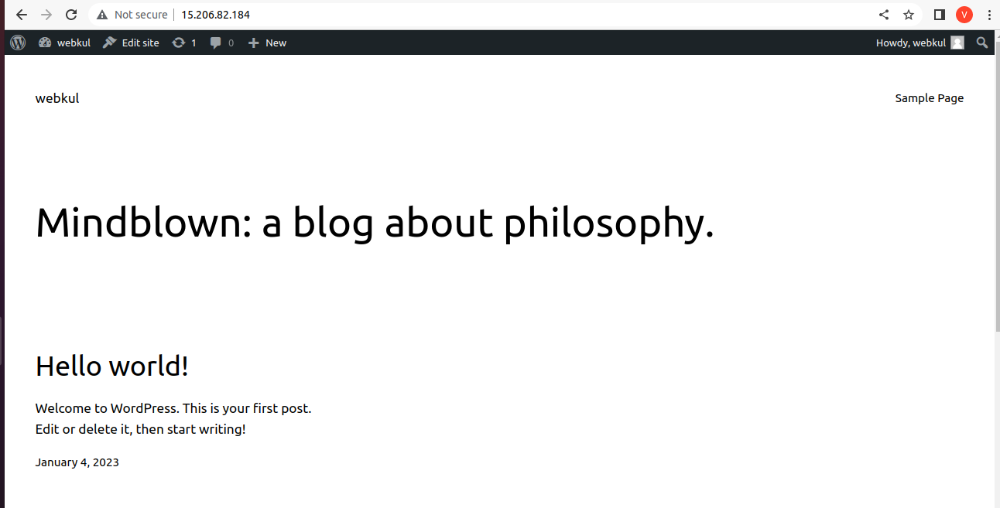 Not secure 15.206.82.184 V
webkul Edit site 1 0 New Howdy, webkul
webkul Sample Page
Mindblown: a blog about philosophy.
Hello world!
Welcome to WordPress. This is your first post.
Edit or delete it, then start writing!
January 4, 2023